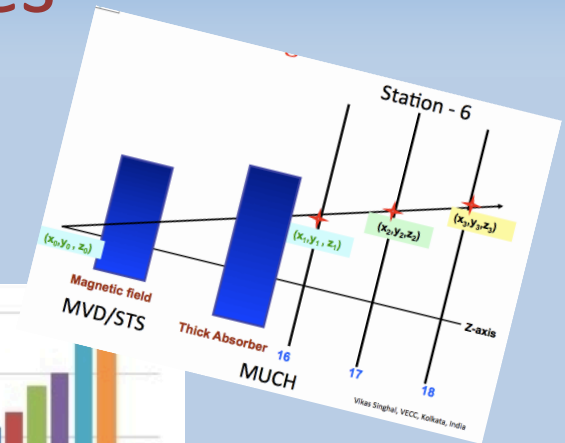 es
Station - 6
(x₀,y₀, z₀)
(x₁,y₁, z₁)
(x₂,y₂,z₂)
(x₃,y₃,z₃)
Magnetic field
MVD/STS
Thick Absorber
MUCH
16
17
18
Z-axis
Vikas Singhal, VECC, Kolkata, India